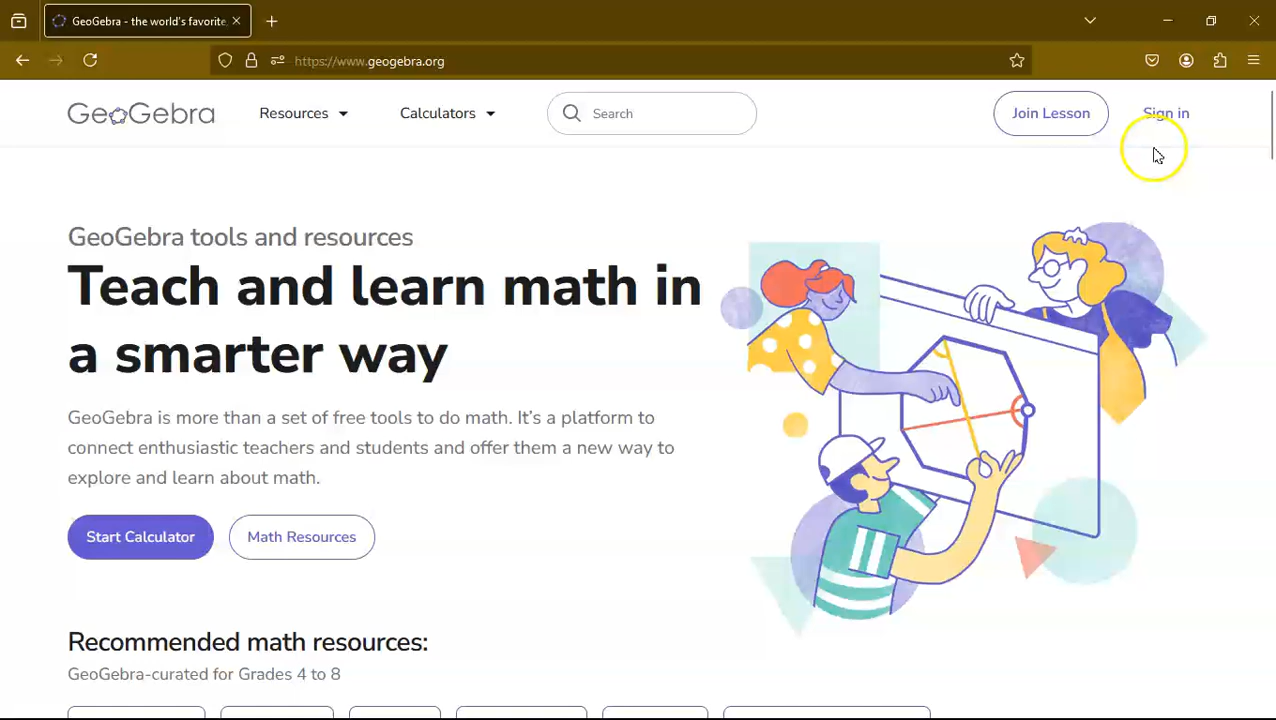 GeoGebra - the world's favorite,
https://www.geogebra.org
GeoGebra
Resources
Calculators
Search
Join Lesson
Sign in
GeoGebra tools and resources
Teach and learn math in
a smarter way
GeoGebra is more than a set of free tools to do math. It's a platform to
connect enthusiastic teachers and students and offer them a new way to
explore and learn about math.
Start Calculator
Math Resources
Recommended math resources:
GeoGebra-curated for Grades 4 to 8